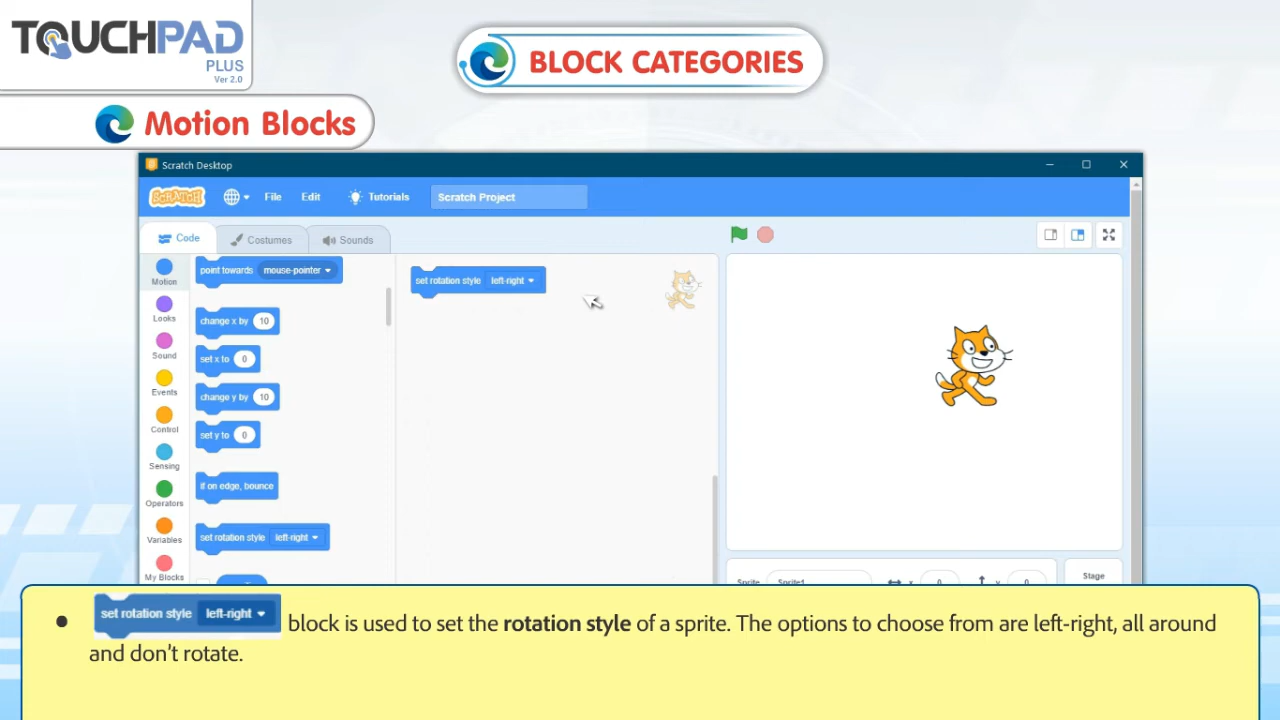 TOUCHPAD
PLUS
Ver 2.0
BLOCK CATEGORIES
Motion Blocks
Scratch Desktop
SCRATCH
File Edit Tutorials Scratch Project
Code Costumes Sounds
Motion
Looks
Sound
Events
Control
Sensing
Operators
Variables
My Blocks
point towards mouse-pointer
change x by 10
set x to 0
change y by 10
set y to 0
if on edge, bounce
set rotation style left-right
set rotation style left-right
Sprite Sprite1 x 0 y 0
Stage
• set rotation style left-right block is used to set the rotation style of a sprite. The options to choose from are left-right, all around
and don't rotate.